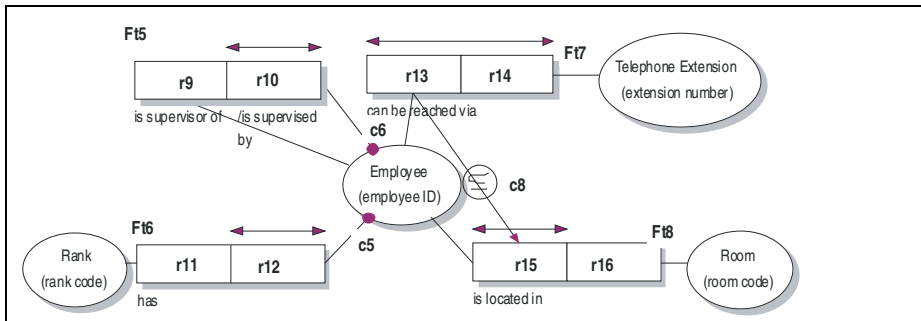 Ft5
r9 r10
is supervisor of /is supervised
by
c6
r13 r14
Ft7
can be reached via
Telephone Extension
(extension number)
Employee
(employee ID)
c8
c5
Ft6
Rank
(rank code)
r11 r12
has
r15 r16
Ft8
is located in
Room
(room code)